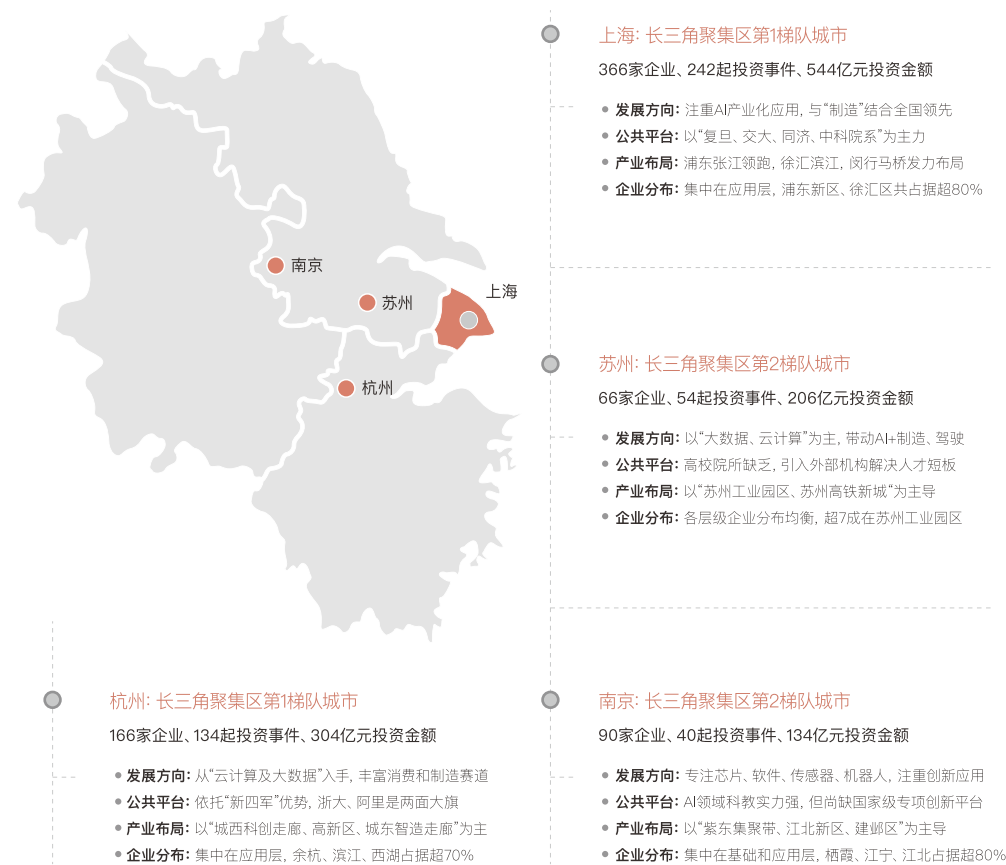 南京
苏州
上海
杭州
上海: 长三角聚集区第1梯队城市
366家企业、242起投资事件、544亿元投资金额
• 发展方向: 注重AI产业化应用, 与“制造”结合全国领先
• 公共平台: 以“复旦、交大、同济、中科院系”为主力
• 产业布局: 浦东张江领跑, 徐汇滨江, 闵行马桥发力布局
• 企业分布: 集中在应用层, 浦东新区、徐汇区共占据超80%
苏州: 长三角聚集区第2梯队城市
66家企业、54起投资事件、206亿元投资金额
• 发展方向: 以“大数据、云计算”为主, 带动AI+制造、驾驶
• 公共平台: 高校院所缺乏, 引入外部机构解决人才短板
• 产业布局: 以“苏州工业园区、苏州高铁新城“为主导
• 企业分布: 各层级企业分布均衡, 超7成在苏州工业园区
杭州: 长三角聚集区第1梯队城市
166家企业、134起投资事件、304亿元投资金额
• 发展方向: 从“云计算及大数据”入手, 丰富消费和制造赛道
• 公共平台: 依托“新四军”优势, 浙大、阿里是两面大旗
• 产业布局: 以“城西科创走廊、高新区、城东智造走廊”为主
• 企业分布: 集中在应用层, 余杭、滨江、西湖占据超70%
南京: 长三角聚集区第2梯队城市
90家企业、40起投资事件、134亿元投资金额
• 发展方向: 专注芯片、软件、传感器、机器人, 注重创新应用
• 公共平台: AI领域科教实力强, 但尚缺国家级专项创新平台
• 产业布局: 以“紫东集聚带、江北新区、建邺区”为主导
• 企业分布: 集中在基础和应用层, 栖霞、江宁、江北占据超80%